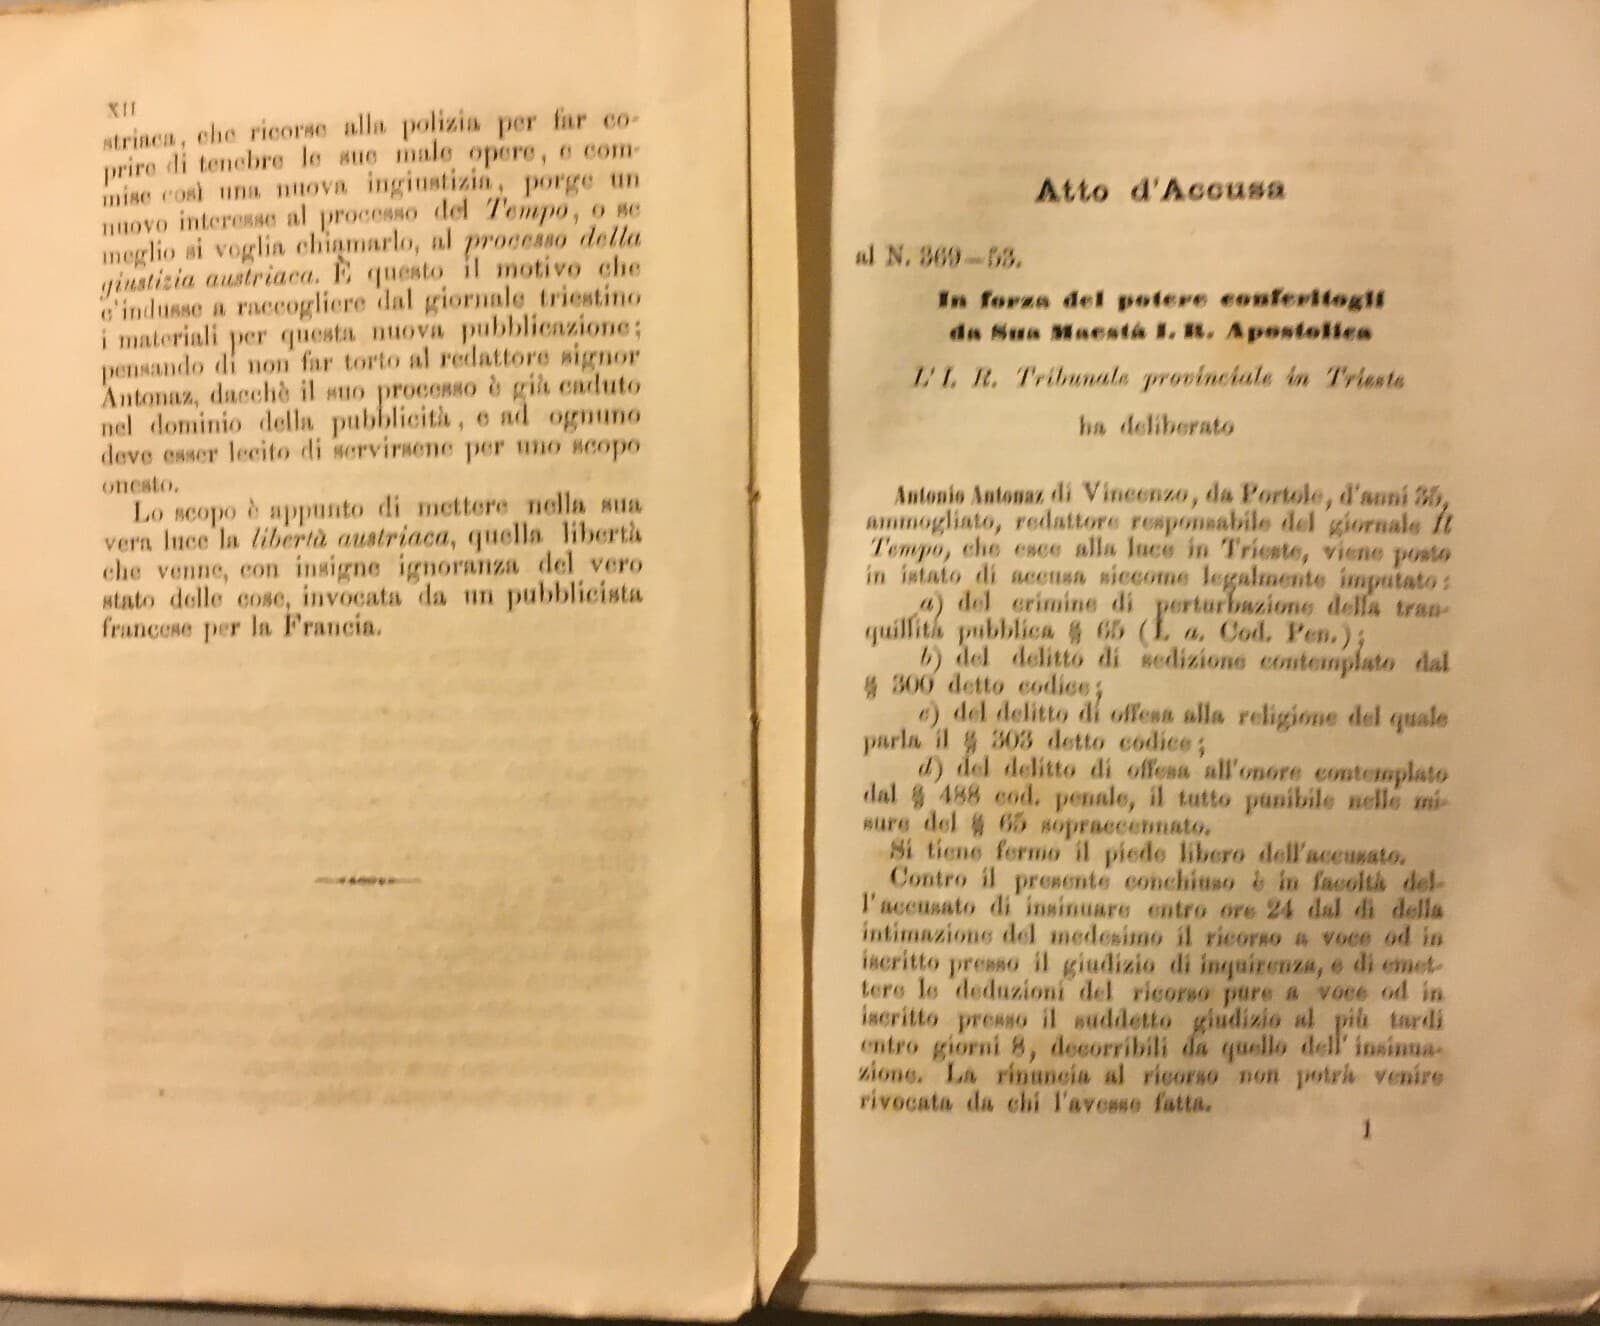 XII
striaca, che ricorse alla polizia per far co-
prire di tenebre le sue male opere, e com-
mise così una nuova ingiustizia, porge un
nuovo interesse al processo del Tempo, o se
meglio si voglia chiamarlo, al processo della
giustizia austriaca. È questo il motivo che
c'indusse a raccogliere dal giornale triestino
i materiali per questa nuova pubblicazione;
pensando di non far torto al redattore signor
Antonaz, dacchè il suo processo è già caduto
nel dominio della pubblicità, e ad ognuno
deve esser lecito di servirsene per uno scopo
onesto.
Lo scopo è appunto di mettere nella sua
vera luce la libertà austriaca, quella libertà
che venne, con insigne ignoranza del vero
stato delle cose, invocata da un pubblicista
francese per la Francia.
Atto d'Accusa
al N. 369—53.
In forza del potere conferitogli
da Sua Maestà I. R. Apostolica
L'I. R. Tribunale provinciale in Trieste
ha deliberato
Antonio Antonaz di Vincenzo, da Portole, d'anni 35,
ammogliato, redattore responsabile del giornale Il
Tempo, che esce alla luce in Trieste, viene posto
in istato di accusa siccome legalmente imputato:
a) del crimine di perturbazione della tran-
quillità pubblica § 65 (L a. Cod. Pen.);
b) del delitto di sedizione contemplato dal
§ 300 detto codice;
c) del delitto di offesa alla religione del quale
parla il § 303 detto codice;
d) del delitto di offesa all'onore contemplato
dal § 488 cod. penale, il tutto punibile nelle mi-
sure del § 65 sopraccennato.
Si tiene fermo il piede libero dell'accusato.
Contro il presente conchiuso è in facoltà del-
l'accusato di insinuare entro ore 24 dal dì della
intimazione del medesimo il ricorso a voce od in
iscritto presso il giudizio di inquirenza, e di emet-
tere le deduzioni del ricorso pure a voce od in
iscritto presso il suddetto giudizio al più tardi
entro giorni 8, decorribili da quello dell'insinua-
zione. La rinuncia al ricorso non potrà venire
rivocata da chi l'avesse fatta.
1